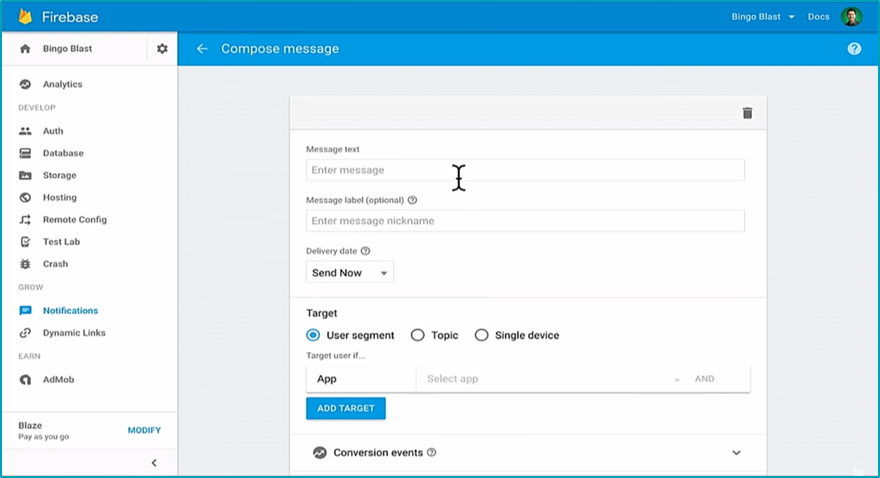 Firebase
Bingo Blast
Docs
Bingo Blast
Compose message
Analytics
DEVELOP
Auth
Database
Storage
Hosting
Remote Config
Test Lab
Crash
GROW
Notifications
Dynamic Links
EARN
AdMob
Blaze
Pay as you go
MODIFY
Message text
Enter message
Message label (optional)
Enter message nickname
Delivery date
Send Now
Target
User segment Topic Single device
Target user if...
App Select app AND
ADD TARGET
Conversion events